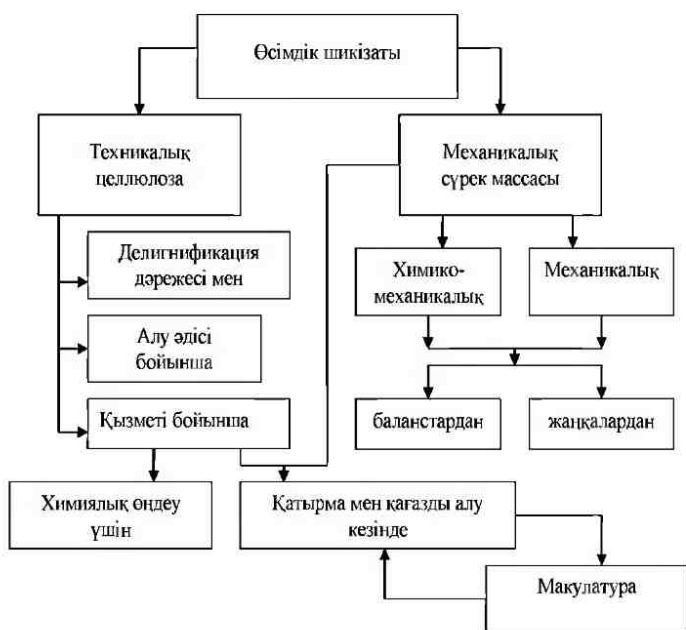 Өсімдік шикізаты
Техникалық
целлюлоза
Механикалық
сүрек массасы
Делигнификация
дәрежесі мен
Химико-
механикалық
Механикалық
Алу әдісі
бойынша
Қызметі бойынша
баланстардан
жаңқалардан
Химиялық өңдеу
үшін
Қатырма мен қағазды алу
кезінде
Макулатура